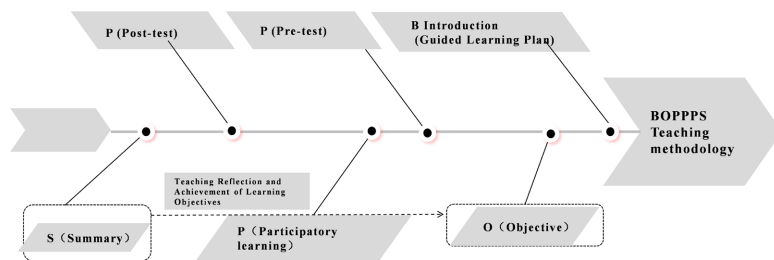 P (Post-test)
P (Pre-test)
B Introduction
(Guided Learning Plan)
BOPPPS
Teaching
methodology
Teaching Reflection and
Achievement of Learning
Objectives
S（Summary）
P（Participatory
learning）
O（Objective）